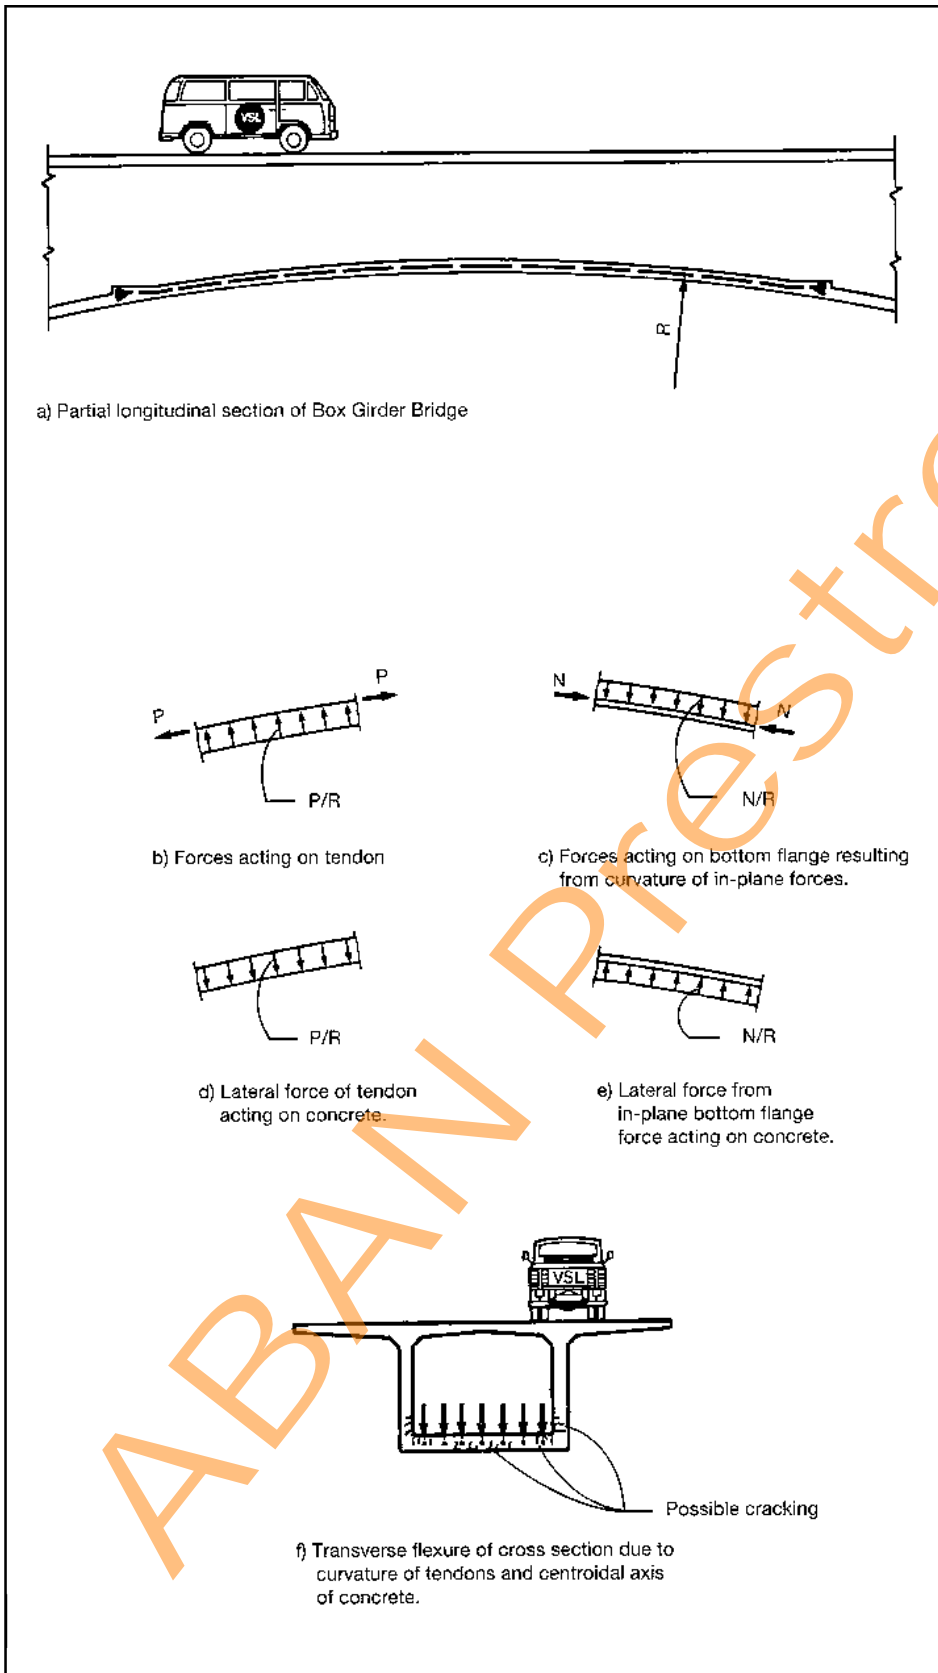 VSL
R
a) Partial longitudinal section of Box Girder Bridge
P
P
P/R
b) Forces acting on tendon
N
N
N/R
c) Forces acting on bottom flange resulting
from curvature of in-plane forces.
P/R
d) Lateral force of tendon
acting on concrete.
N/R
e) Lateral force from
in-plane bottom flange
force acting on concrete.
VSL
Possible cracking
f) Transverse flexure of cross section due to
curvature of tendons and centroidal axis
of concrete.
ABAN Prestre